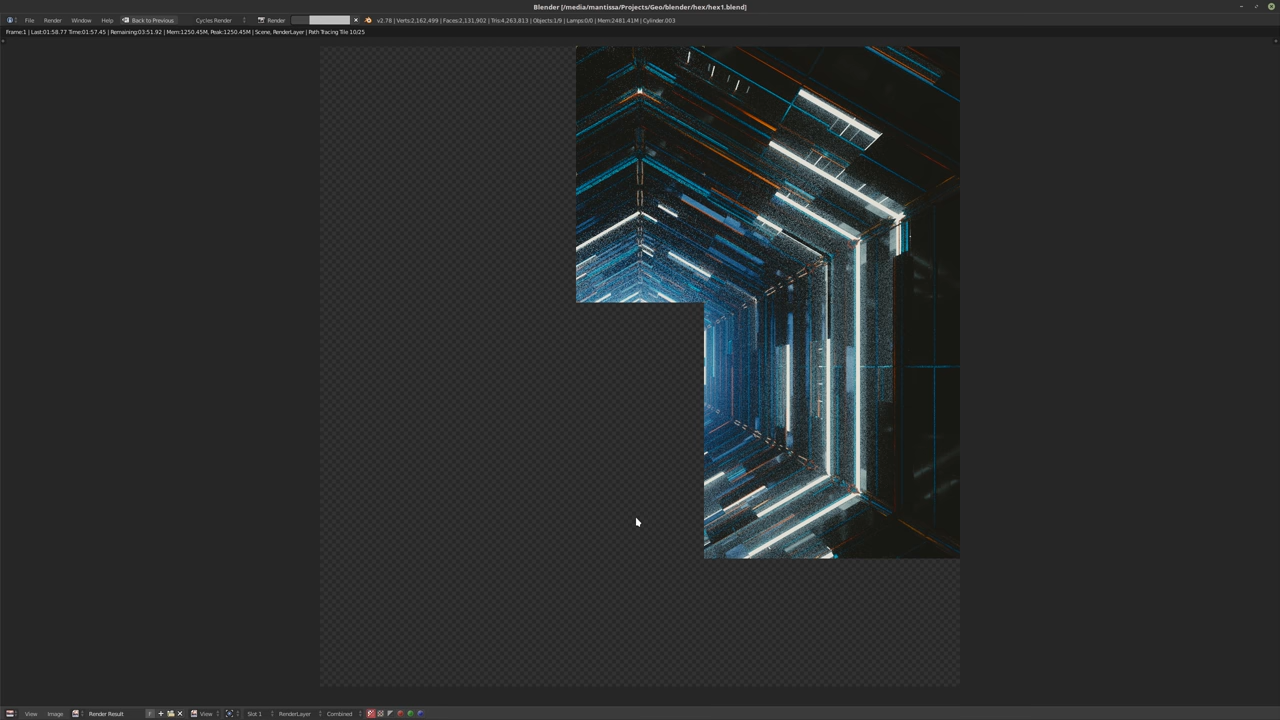 Blender [/media/mantissa/Projects/Geo/blender/hex/hex1.blend]
File Render Window Help Back to Previous Cycles Render Render v2.78 | Verts:2,162,499 | Faces:2,131,902 | Tris:4,263,813 | Objects:1/9 | Lamps:0/0 | Mem:2481.41M | Cylinder.003
Frame:1 | Last:01:58.77 Time:01:57.45 | Remaining:03:51.92 | Mem:1250.45M, Peak:1250.45M | Scene, RenderLayer | Path Tracing Tile 10/25
View Image Render Result F View Slot 1 RenderLayer Combined